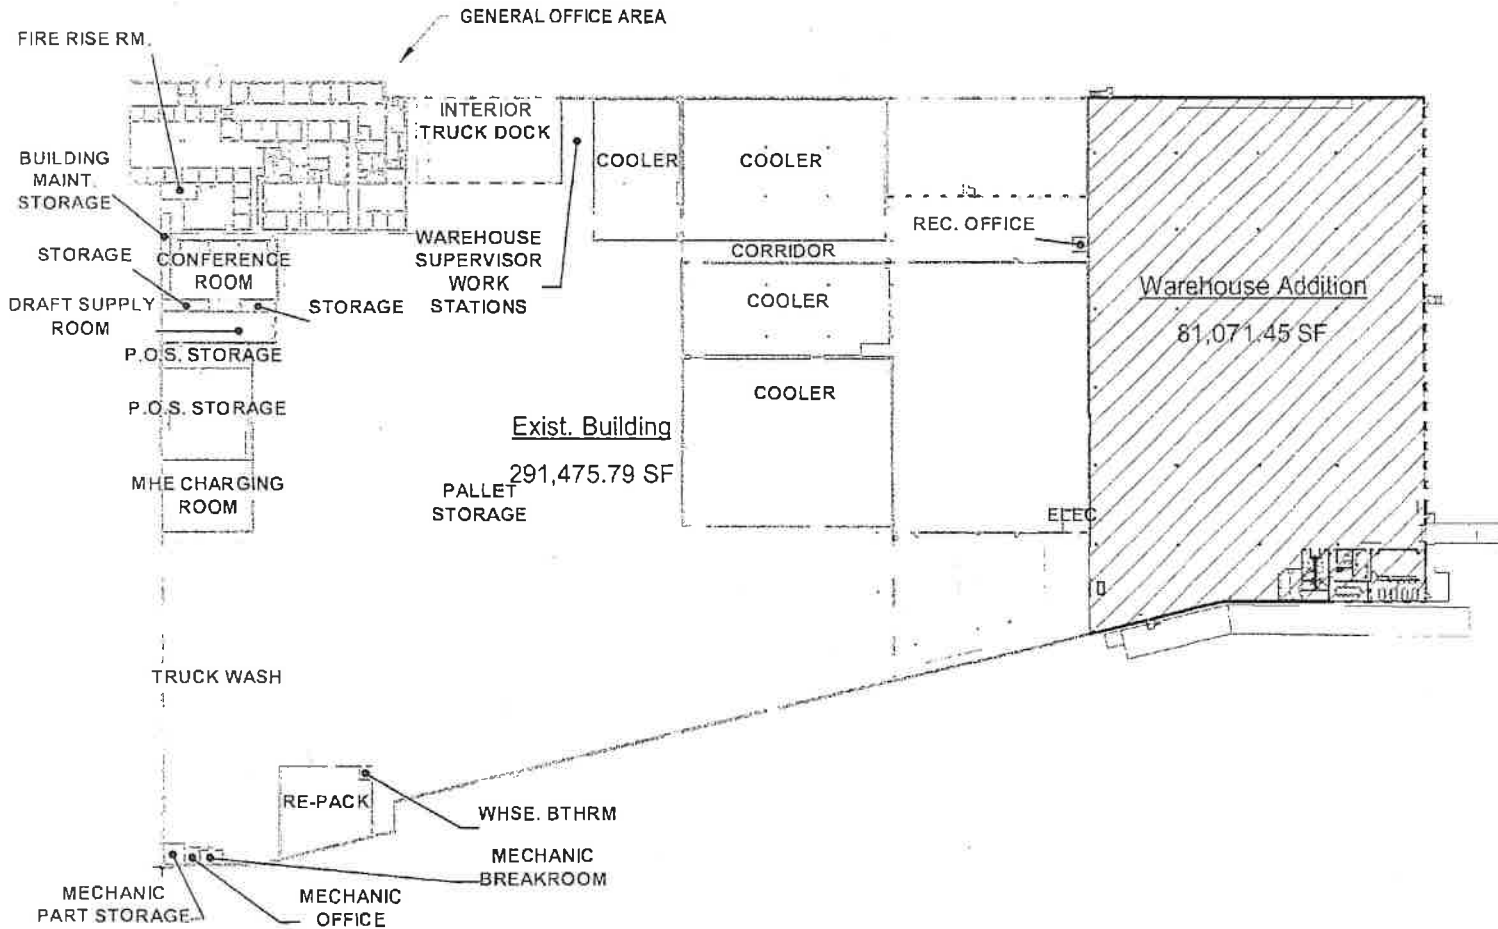 GENERAL OFFICE AREA
FIRE RISE RM.
INTERIOR
TRUCK DOCK
BUILDING
MAINT.
STORAGE
COOLER
COOLER
REC. OFFICE
WAREHOUSE
SUPERVISOR
WORK
STATIONS
CORRIDOR
STORAGE
CONFERENCE
ROOM
Warehouse Addition
81,071.45 SF
DRAFT SUPPLY
ROOM
STORAGE
COOLER
P.O.S. STORAGE
P.O.S. STORAGE
COOLER
Exist. Building
291,475.79 SF
MHE CHARGING
ROOM
PALLET
STORAGE
ELEC
TRUCK WASH
RE-PACK
WHSE. BTHRM
MECHANIC
BREAKROOM
MECHANIC
PART STORAGE
MECHANIC
OFFICE